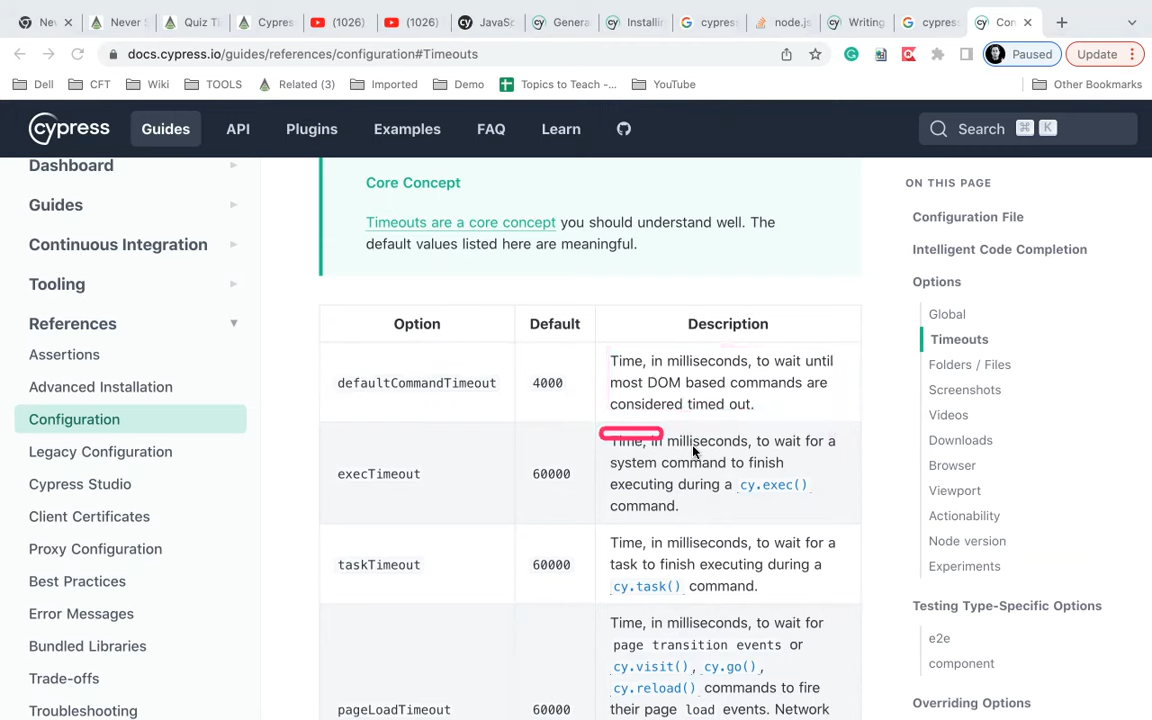 Nev
Never S
Quiz Ti
Cypres
(1026)
(1026)
JavaSc
Genera
Installin
cypres
node.js
Writing
cypres
Con
docs.cypress.io/guides/references/configuration#Timeouts
Paused
Update
Dell
CFT
Wiki
TOOLS
Related (3)
Imported
Demo
Topics to Teach -...
YouTube
Other Bookmarks
cypress
Guides
API
Plugins
Examples
FAQ
Learn
Search ⌘ K
Dashboard
Guides
Continuous Integration
Tooling
References
Assertions
Advanced Installation
Configuration
Legacy Configuration
Cypress Studio
Client Certificates
Proxy Configuration
Best Practices
Error Messages
Bundled Libraries
Trade-offs
Troubleshooting
Core Concept
Timeouts are a core concept you should understand well. The
default values listed here are meaningful.
Option Default Description
defaultCommandTimeout 4000 Time, in milliseconds, to wait until
most DOM based commands are
considered timed out.
execTimeout 60000 Time, in milliseconds, to wait for a
system command to finish
executing during a cy.exec()
command.
taskTimeout 60000 Time, in milliseconds, to wait for a
task to finish executing during a
cy.task() command.
pageLoadTimeout 60000 Time, in milliseconds, to wait for
page transition events or
cy.visit(), cy.go(),
cy.reload() commands to fire
their page load events. Network
ON THIS PAGE
Configuration File
Intelligent Code Completion
Options
Global
Timeouts
Folders / Files
Screenshots
Videos
Downloads
Browser
Viewport
Actionability
Node version
Experiments
Testing Type-Specific Options
e2e
component
Overriding Options